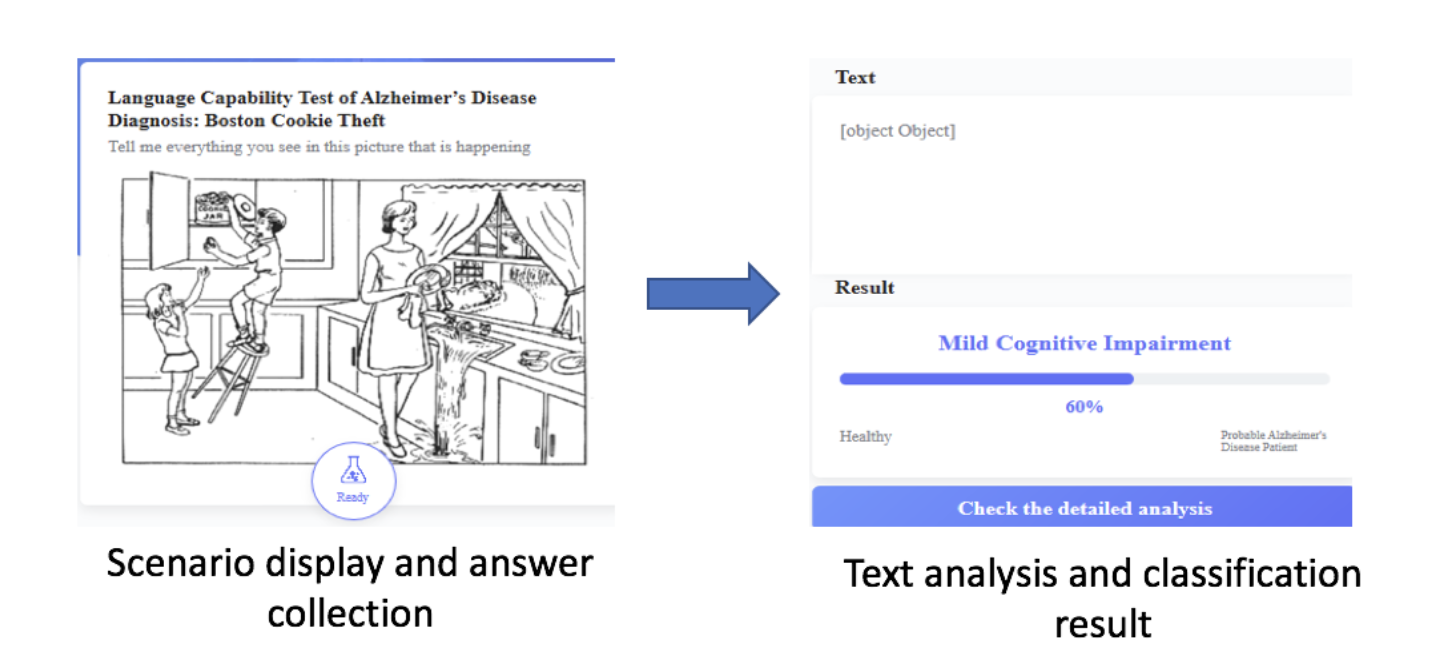 Language Capability Test of Alzheimer's Disease
Diagnosis: Boston Cookie Theft
Tell me everything you see in this picture that is happening
COOKIE
JAR
Ready
Scenario display and answer
collection
Text
[object Object]
Result
Mild Cognitive Impairment
60%
Healthy
Probable Alzheimer's
Disease Patient
Check the detailed analysis
Text analysis and classification
result